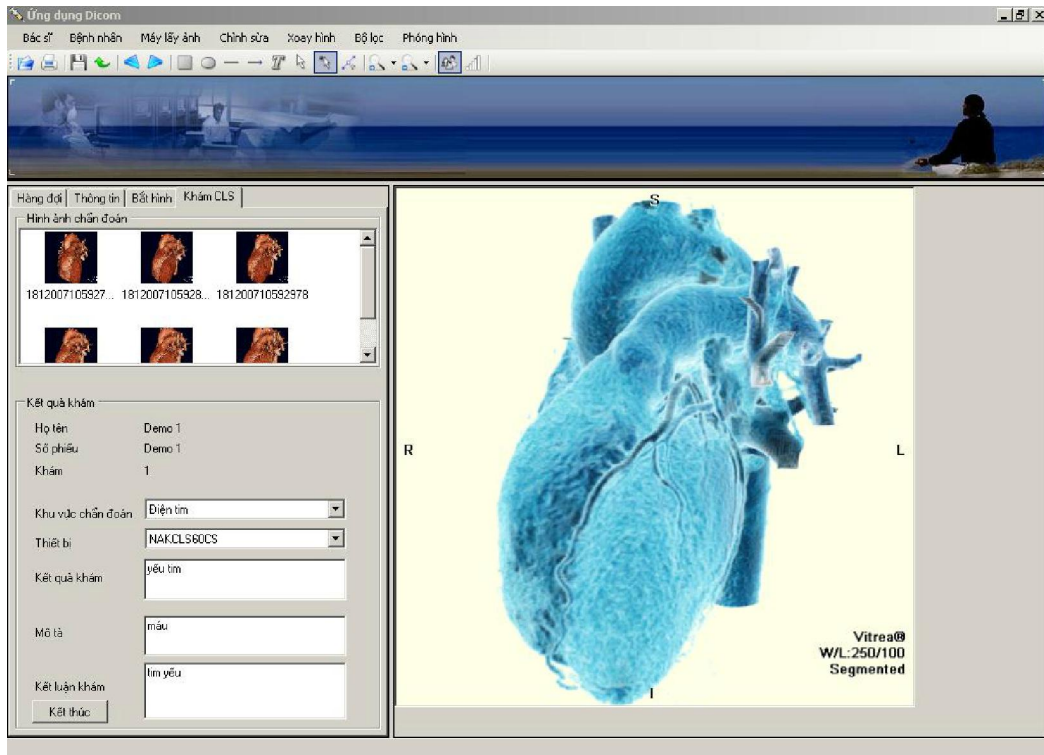 Ứng dụng Dicom
Bác sĩ Bệnh nhân Máy lấy ảnh Chỉnh sửa Xoay hình Bộ lọc Phóng hình
Hàng đợi Thông tin Bắt hình Khám CLS
Hình ảnh chẩn đoán
1812007105927... 1812007105928... 18120071059297​8
Kết quả khám
Họ tên Demo 1
Số phiếu Demo 1
Khám 1
Khu vực chẩn đoán Điện tim
Thiết bị NAKCLS60CS
Kết quả khám yếu tim
Mô tả máu
Kết luận khám tim yếu
Kết thúc
S
R L
I
Vitrea®
W/L:250/100
Segmented